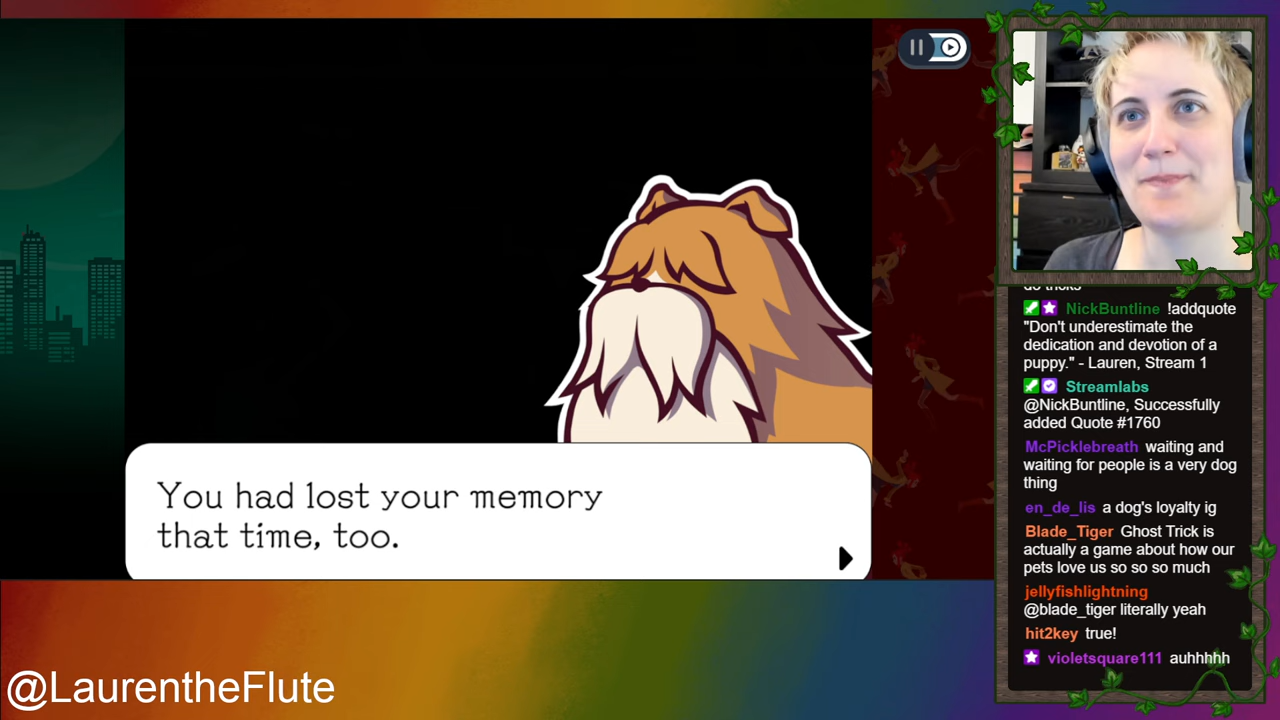 You had lost your memory
that time, too.
@LaurentheFlute
NickBuntline !addquote
"Don't underestimate the
dedication and devotion of a
puppy." - Lauren, Stream 1
Streamlabs
@NickBuntline, Successfully
added Quote #1760
McPicklebreath waiting and
waiting for people is a very dog
thing
en_de_lis a dog's loyalty ig
Blade_Tiger Ghost Trick is
actually a game about how our
pets love us so so so much
jellyfishlightning
@blade_tiger literally yeah
hit2key true!
violetsquare111 auhhhh